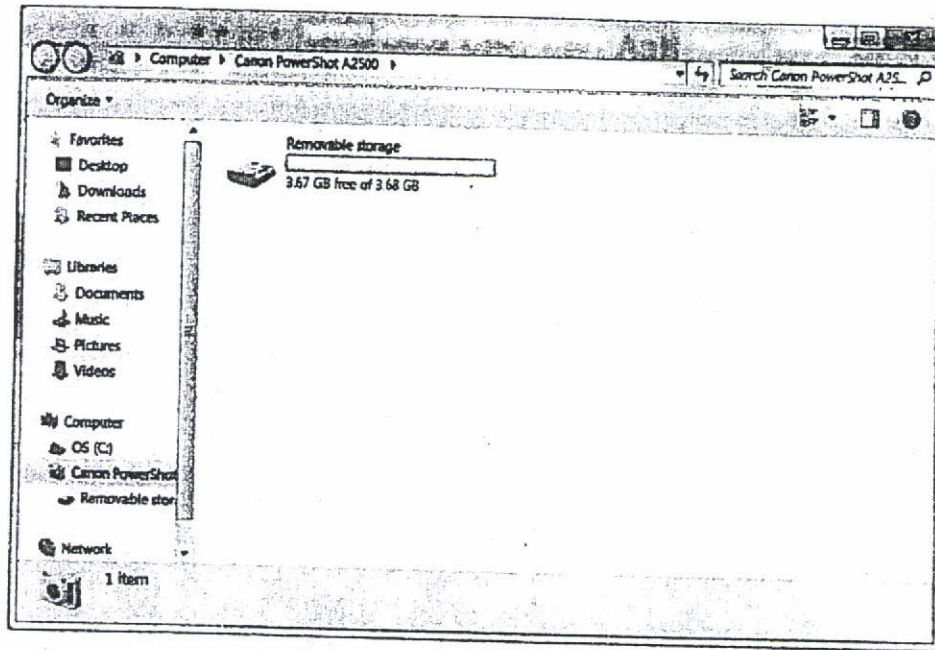 Computer ▸ Canon PowerShot A2500 ▸
Search Canon PowerShot A25...
Organize
Favorites
Desktop
Downloads
Recent Places
Libraries
Documents
Music
Pictures
Videos
Computer
OS (C:)
Canon PowerShot
Removable stor
Network
Removable storage
3.67 GB free of 3.68 GB
1 item